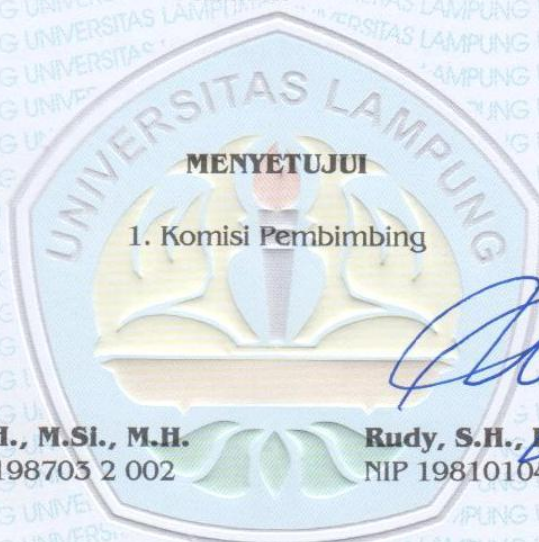 UNIVERSITAS LAMPUNG
MENYETUJUI
1. Komisi Pembimbing
M.Si., M.H.
Rudy, S.H.,
198703 2 002
NIP 19810104